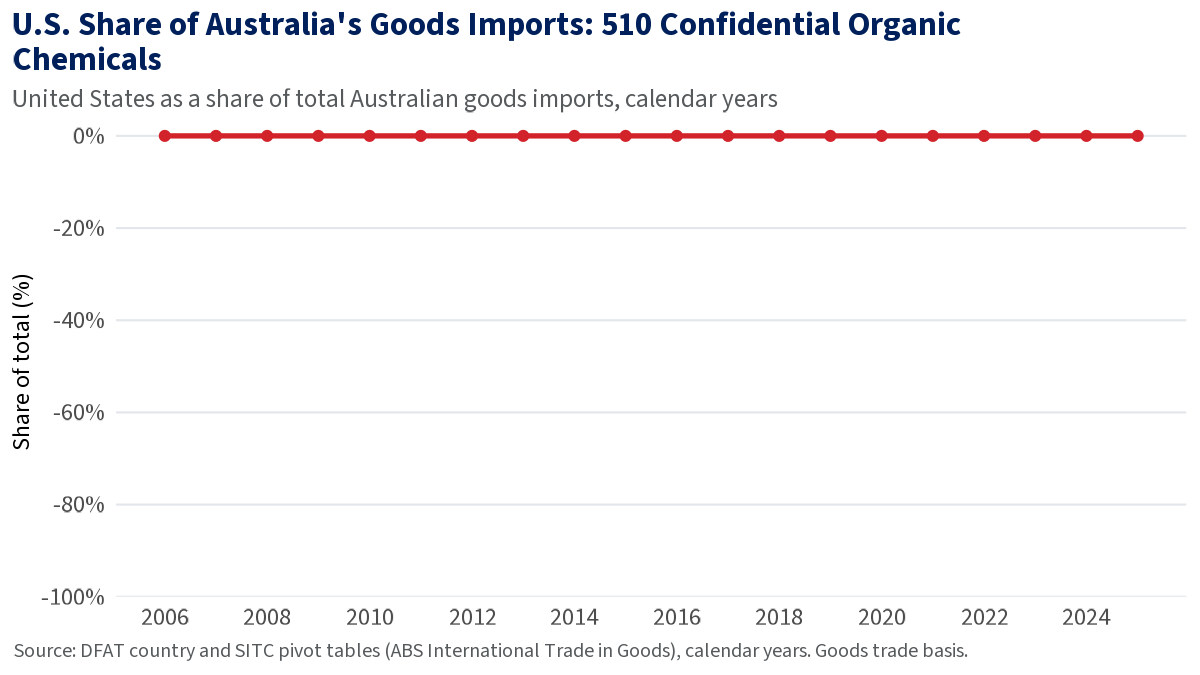 U.S. Share of Australia's Goods Imports: 510 Confidential Organic
Chemicals
United States as a share of total Australian goods imports, calendar years
0%
-20%
-40%
-60%
-80%
-100%
Share of total (%)
2006 2008 2010 2012 2014 2016 2018 2020 2022 2024
Source: DFAT country and SITC pivot tables (ABS International Trade in Goods), calendar years. Goods trade basis.